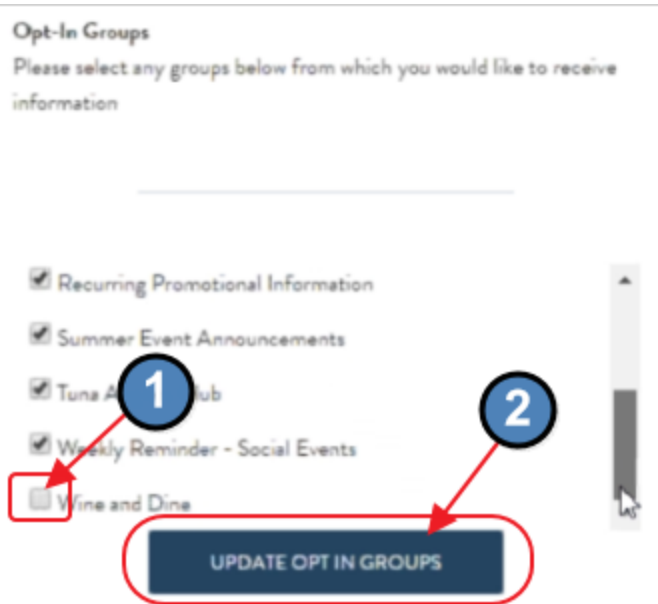 Opt-In Groups
Please select any groups below from which you would like to receive
information
Recurring Promotional Information
Summer Event Announcements
Tuna
1
2
Weekly Reminder - Social Events
Wine and Dine
UPDATE OPT IN GROUPS